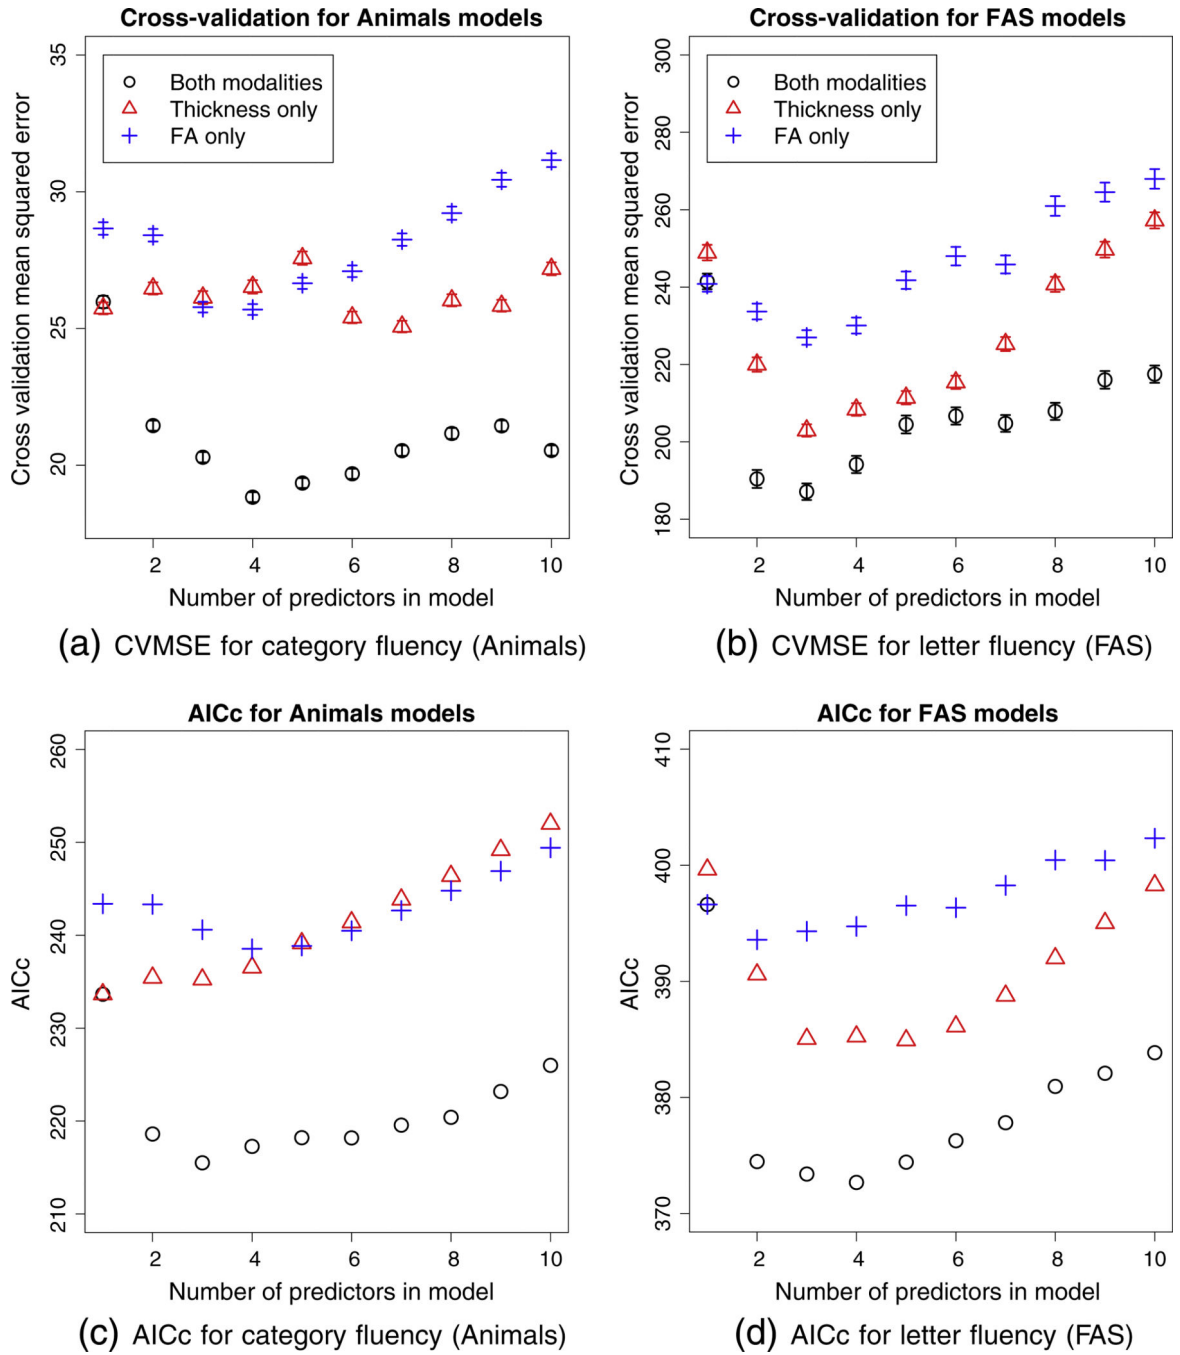 Cross-validation for Animals models
Cross validation mean squared error
35
30
25
20
Both modalities
Thickness only
FA only
2 4 6 8 10
Number of predictors in model
(a) CVMSE for category fluency (Animals)
Cross-validation for FAS models
Cross validation mean squared error
300
280
260
240
220
200
180
Both modalities
Thickness only
FA only
2 4 6 8 10
Number of predictors in model
(b) CVMSE for letter fluency (FAS)
AICc for Animals models
AICc
260
250
240
230
220
210
2 4 6 8 10
Number of predictors in model
(c) AICc for category fluency (Animals)
AICc for FAS models
AICc
410
400
390
380
370
2 4 6 8 10
Number of predictors in model
(d) AICc for letter fluency (FAS)